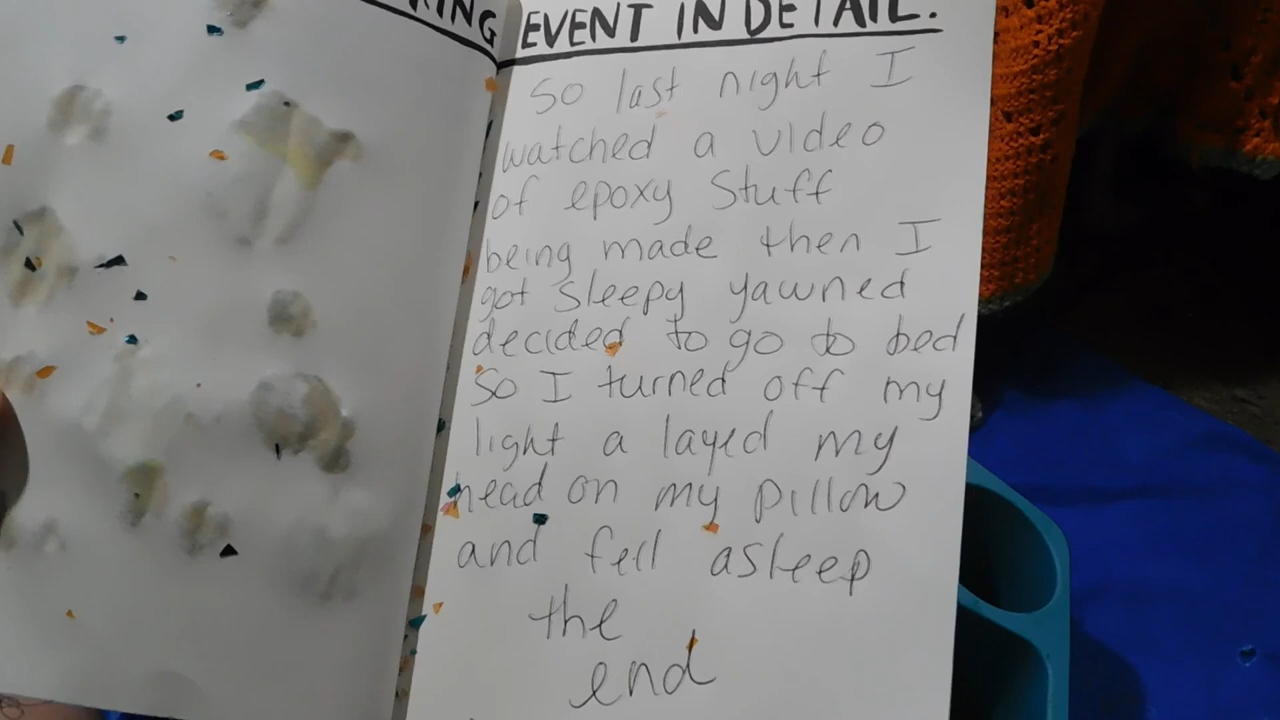 RING EVENT IN DETAIL.
So last night I
watched a video
of epoxy Stuff
being made then I
got sleepy yawned
decided to go to bed
So I turned off my
light a layed my
head on my pillow
and fell asleep
the
end